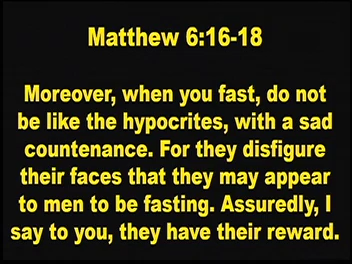 Matthew 6:16-18
Moreover, when you fast, do not
be like the hypocrites, with a sad
countenance. For they disfigure
their faces that they may appear
to men to be fasting. Assuredly, I
say to you, they have their reward.